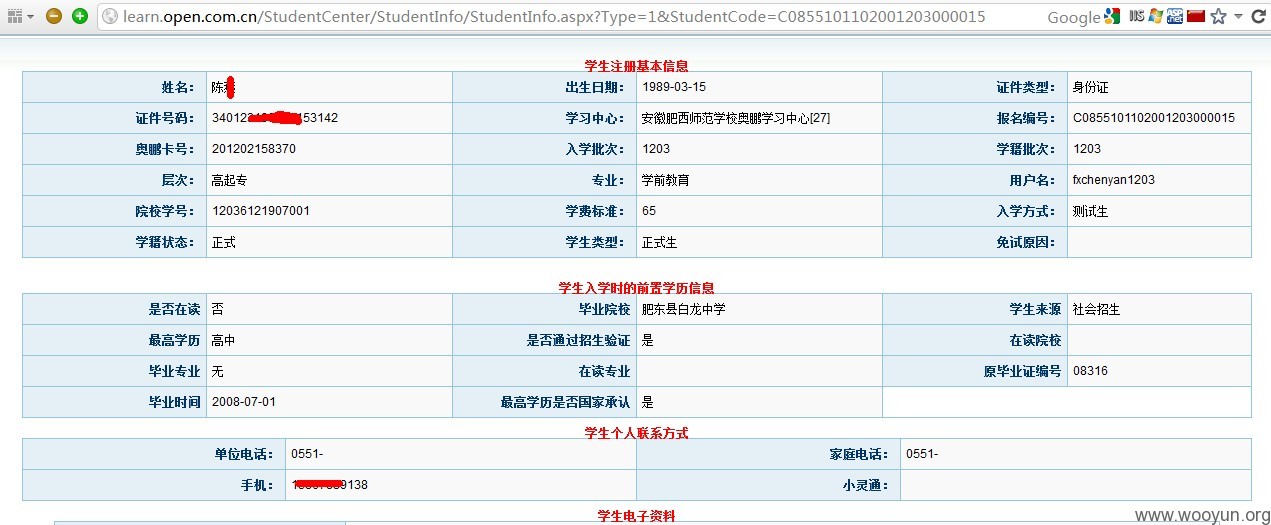 learn.open.com.cn/StudentCenter/StudentInfo/StudentInfo.aspx?Type=1&StudentCode=C0855101102001203000015 Google
学生注册基本信息
姓名: 陈 出生日期: 1989-03-15 证件类型: 身份证
证件号码: 学习中心: 安徽肥西师范学校奥鹏学习中心[27] 报名编号: C0855101102001203000015
奥鹏卡号: 201202158370 入学批次: 1203 学籍批次: 1203
层次: 高起专 专业: 学前教育 用户名: fxchenyan1203
院校学号: 12036121907001 学费标准: 65 入学方式: 测试生
学籍状态: 正式 学生类型: 正式生 免试原因:
学生入学时的前置学历信息
是否在读 否 毕业院校 肥东县白龙中学 学生来源 社会招生
最高学历 高中 是否通过招生验证 是 在读院校
毕业专业 无 在读专业 原毕业证编号 08316
毕业时间 2008-07-01 最高学历是否国家承认 是
学生个人联系方式
单位电话: 0551- 家庭电话: 0551-
手机: 9138 小灵通:
学生电子资料
www.wooyun.org